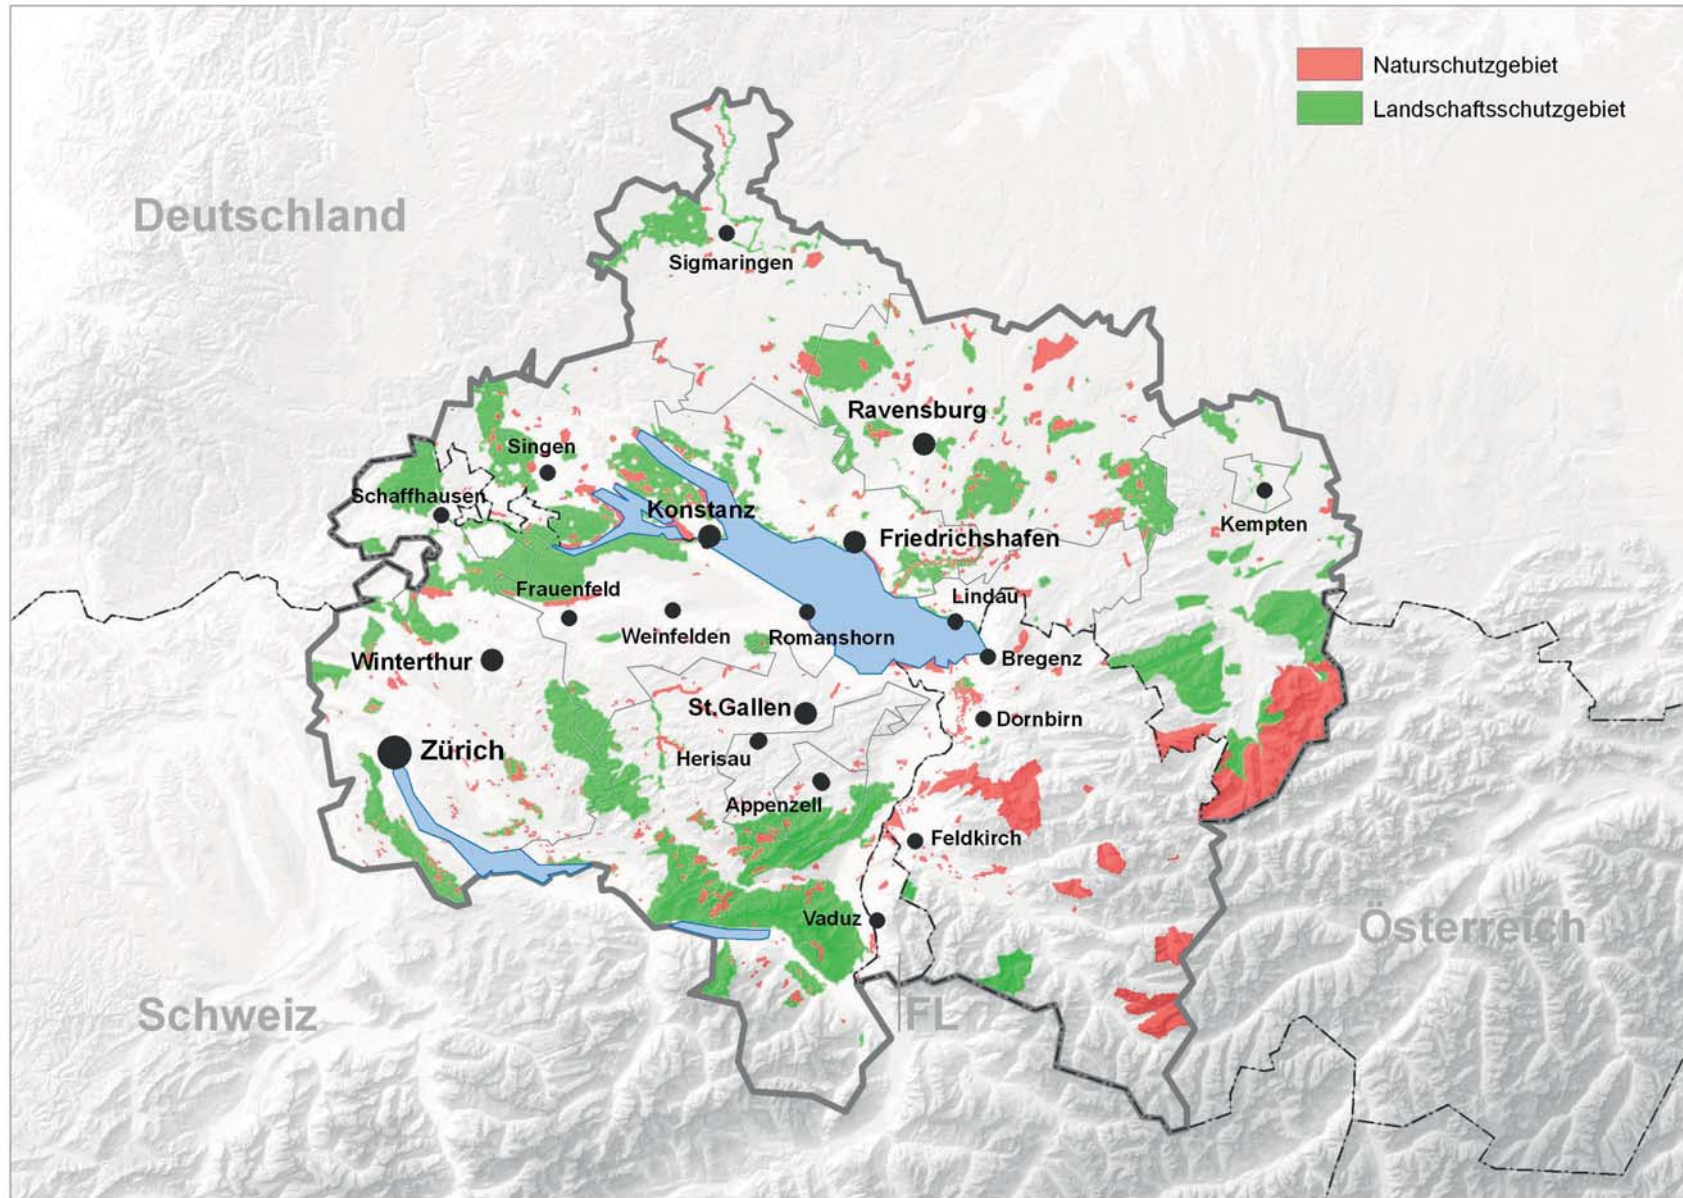 Naturschutzgebiet
Landschaftsschutzgebiet
Deutschland
Sigmaringen
Ravensburg
Singen
Schaffhausen
Konstanz
Kempten
Friedrichshafen
Frauenfeld
Lindau
Weinfelden
Romanshorn
Winterthur
Bregenz
St.Gallen
Dornbirn
Zürich
Herisau
Appenzell
Feldkirch
Vaduz
Österreich
Schweiz
FL